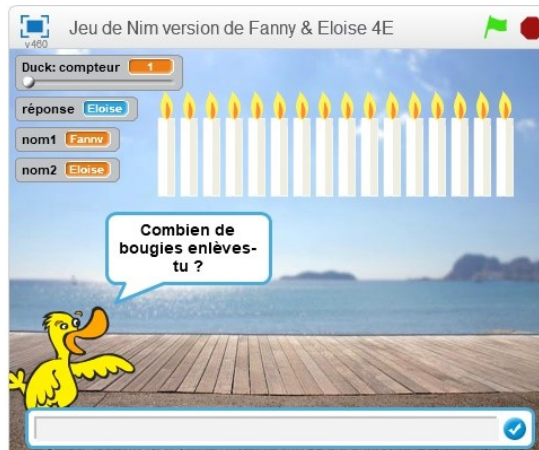 Jeu de Nim version de Fanny & Eloise 4E
v460
Duck: compteur 1
réponse Eloise
nom1 Fanny
nom2 Eloise
Combien de
bougies enlèves-
tu ?